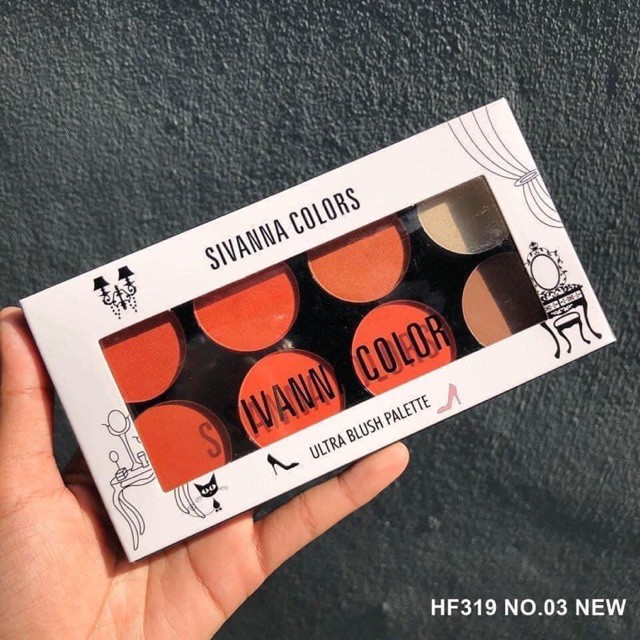 SIVANNA COLORS
SIVANN COLOR
ULTRA BLUSH PALETTE
HF319 NO.03 NEW